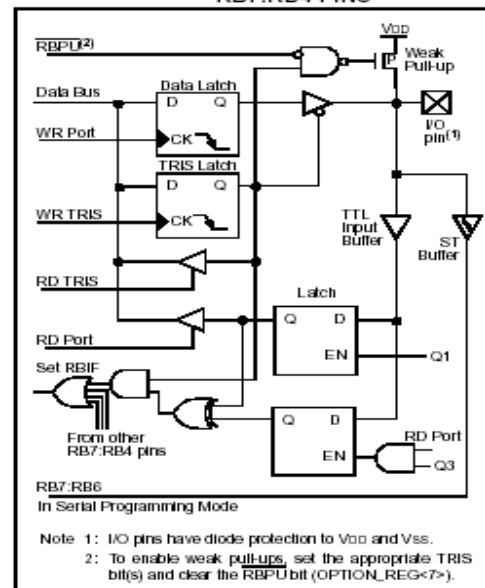 RB7:RB4 PINS
RBPU(2)
VDD
Weak
Pull-up
P
Data Bus
Data Latch
D Q
WR Port
CK
I/O
pin(1)
TRIS Latch
D Q
WR TRIS
CK
TTL
Input
Buffer
ST
Buffer
RD TRIS
Latch
Q D
RD Port
EN
Q1
Set RBIF
Q D
From other
RB7:RB4 pins
RD Port
EN
Q3
RB7:RB6
In Serial Programming Mode
Note 1: I/O pins have diode protection to VDD and VSS.
2: To enable weak pull-ups, set the appropriate TRIS
bit(s) and clear the RBPU bit (OPTION_REG<7>).